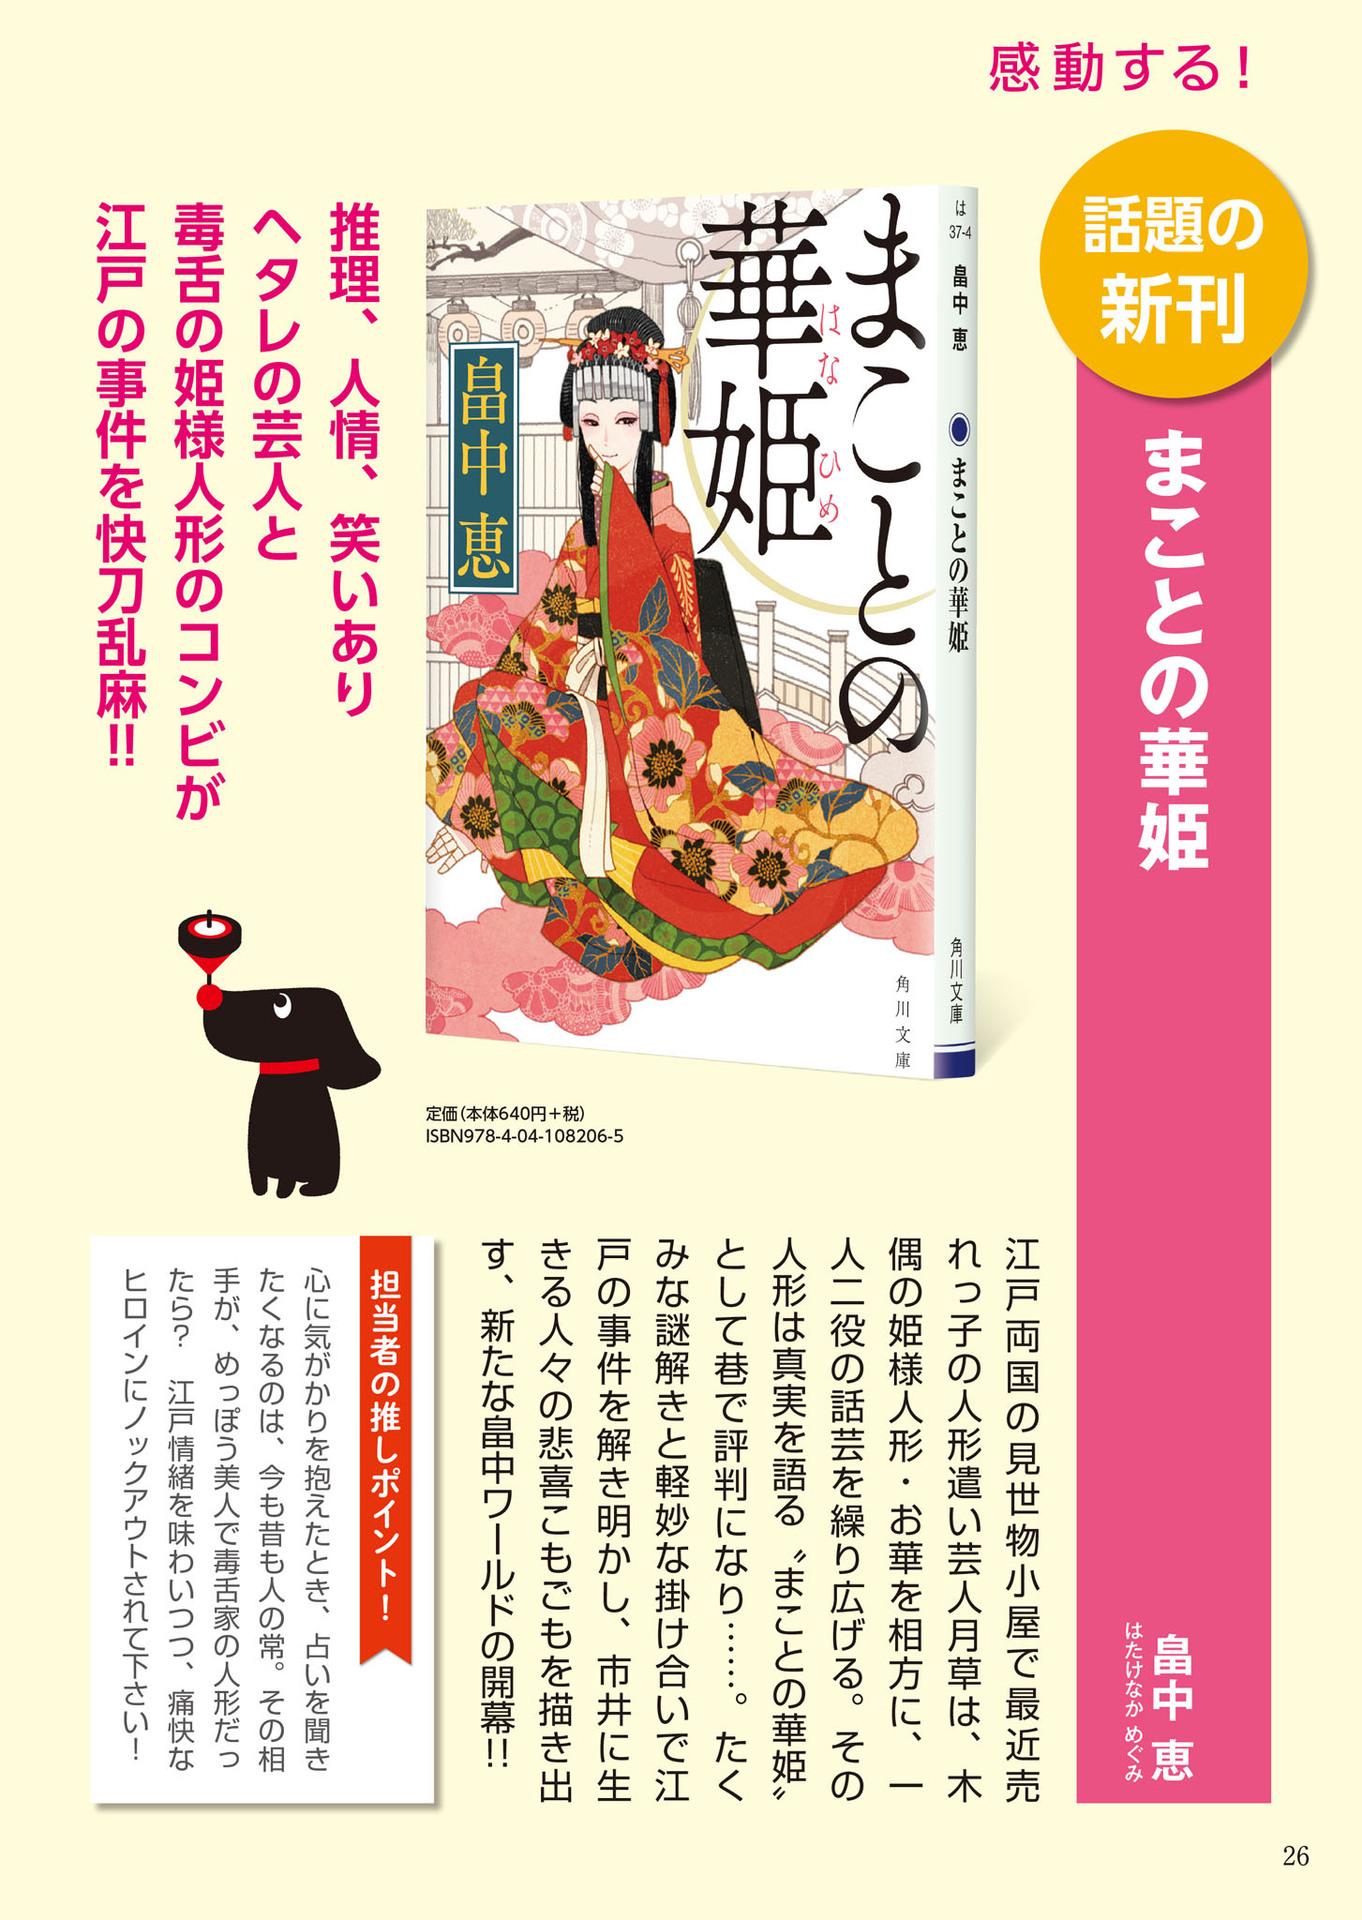 感動する！
話題の
新刊
まことの華姫
畠中 恵
はたけなか めぐみ
は
37-4
畠中 恵
まことの華姫
角川文庫
まことの
華姫
はな
ひめ
畠中 恵
角川文庫
推理、人情、笑いあり
ヘタレの芸人と
毒舌の姫様人形のコンビが
江戸の事件を快刀乱麻!!
定価（本体640円＋税）
ISBN978-4-04-108206-5
江戸両国の見世物小屋で最近売
れっ子の人形遣い芸人月草は、木
偶の姫様人形・お華を相方に、一
人二役の話芸を繰り広げる。その
人形は真実を語る〝まことの華姫〟
として巷で評判になり……。たく
みな謎解きと軽妙な掛け合いで江
戸の事件を解き明かし、市井に生
きる人々の悲喜こもごもを描き出
す、新たな畠中ワールドの開幕!!
担当者の推しポイント！
心に気がかりを抱えたとき、占いを聞き
たくなるのは、今も昔も人の常。その相
手が、めっぽう美人で毒舌家の人形だっ
たら？　江戸情緒を味わいつつ、痛快な
ヒロインにノックアウトされて下さい！
26